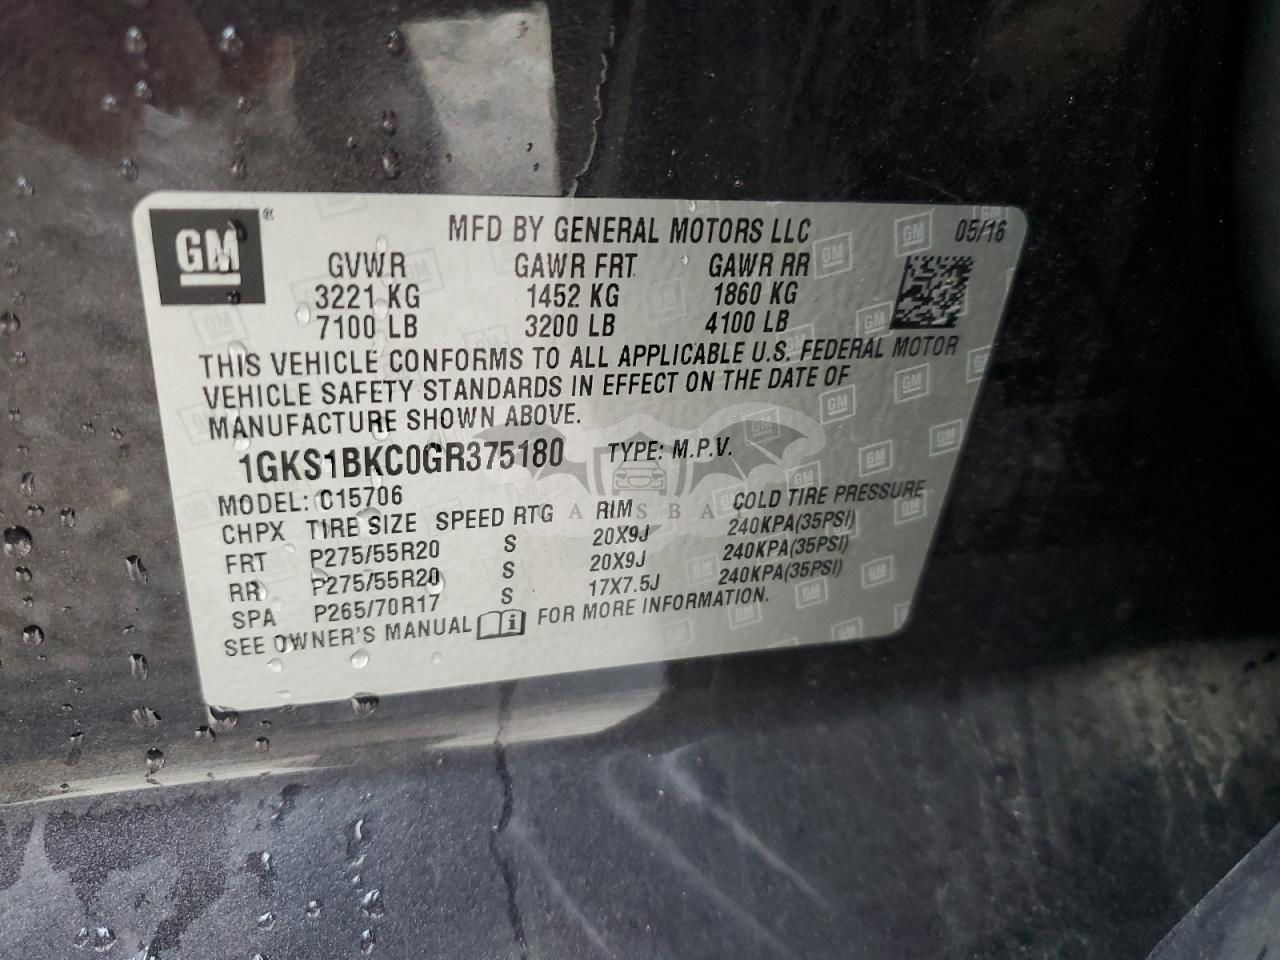 GM ®
MFD BY GENERAL MOTORS LLC 05/16
GVWR GAWR FRT GAWR RR
3221 KG 1452 KG 1860 KG
7100 LB 3200 LB 4100 LB
THIS VEHICLE CONFORMS TO ALL APPLICABLE U.S. FEDERAL MOTOR
VEHICLE SAFETY STANDARDS IN EFFECT ON THE DATE OF
MANUFACTURE SHOWN ABOVE.
1GKS1BKC0GR375180 TYPE: M.P.V.
MODEL: C15706
CHPX TIRE SIZE SPEED RTG RIM COLD TIRE PRESSURE
FRT P275/55R20 S 20X9J 240KPA(35PSI)
RR P275/55R20 S 20X9J 240KPA(35PSI)
SPA P265/70R17 S 17X7.5J 240KPA(35PSI)
SEE OWNER'S MANUAL i FOR MORE INFORMATION.